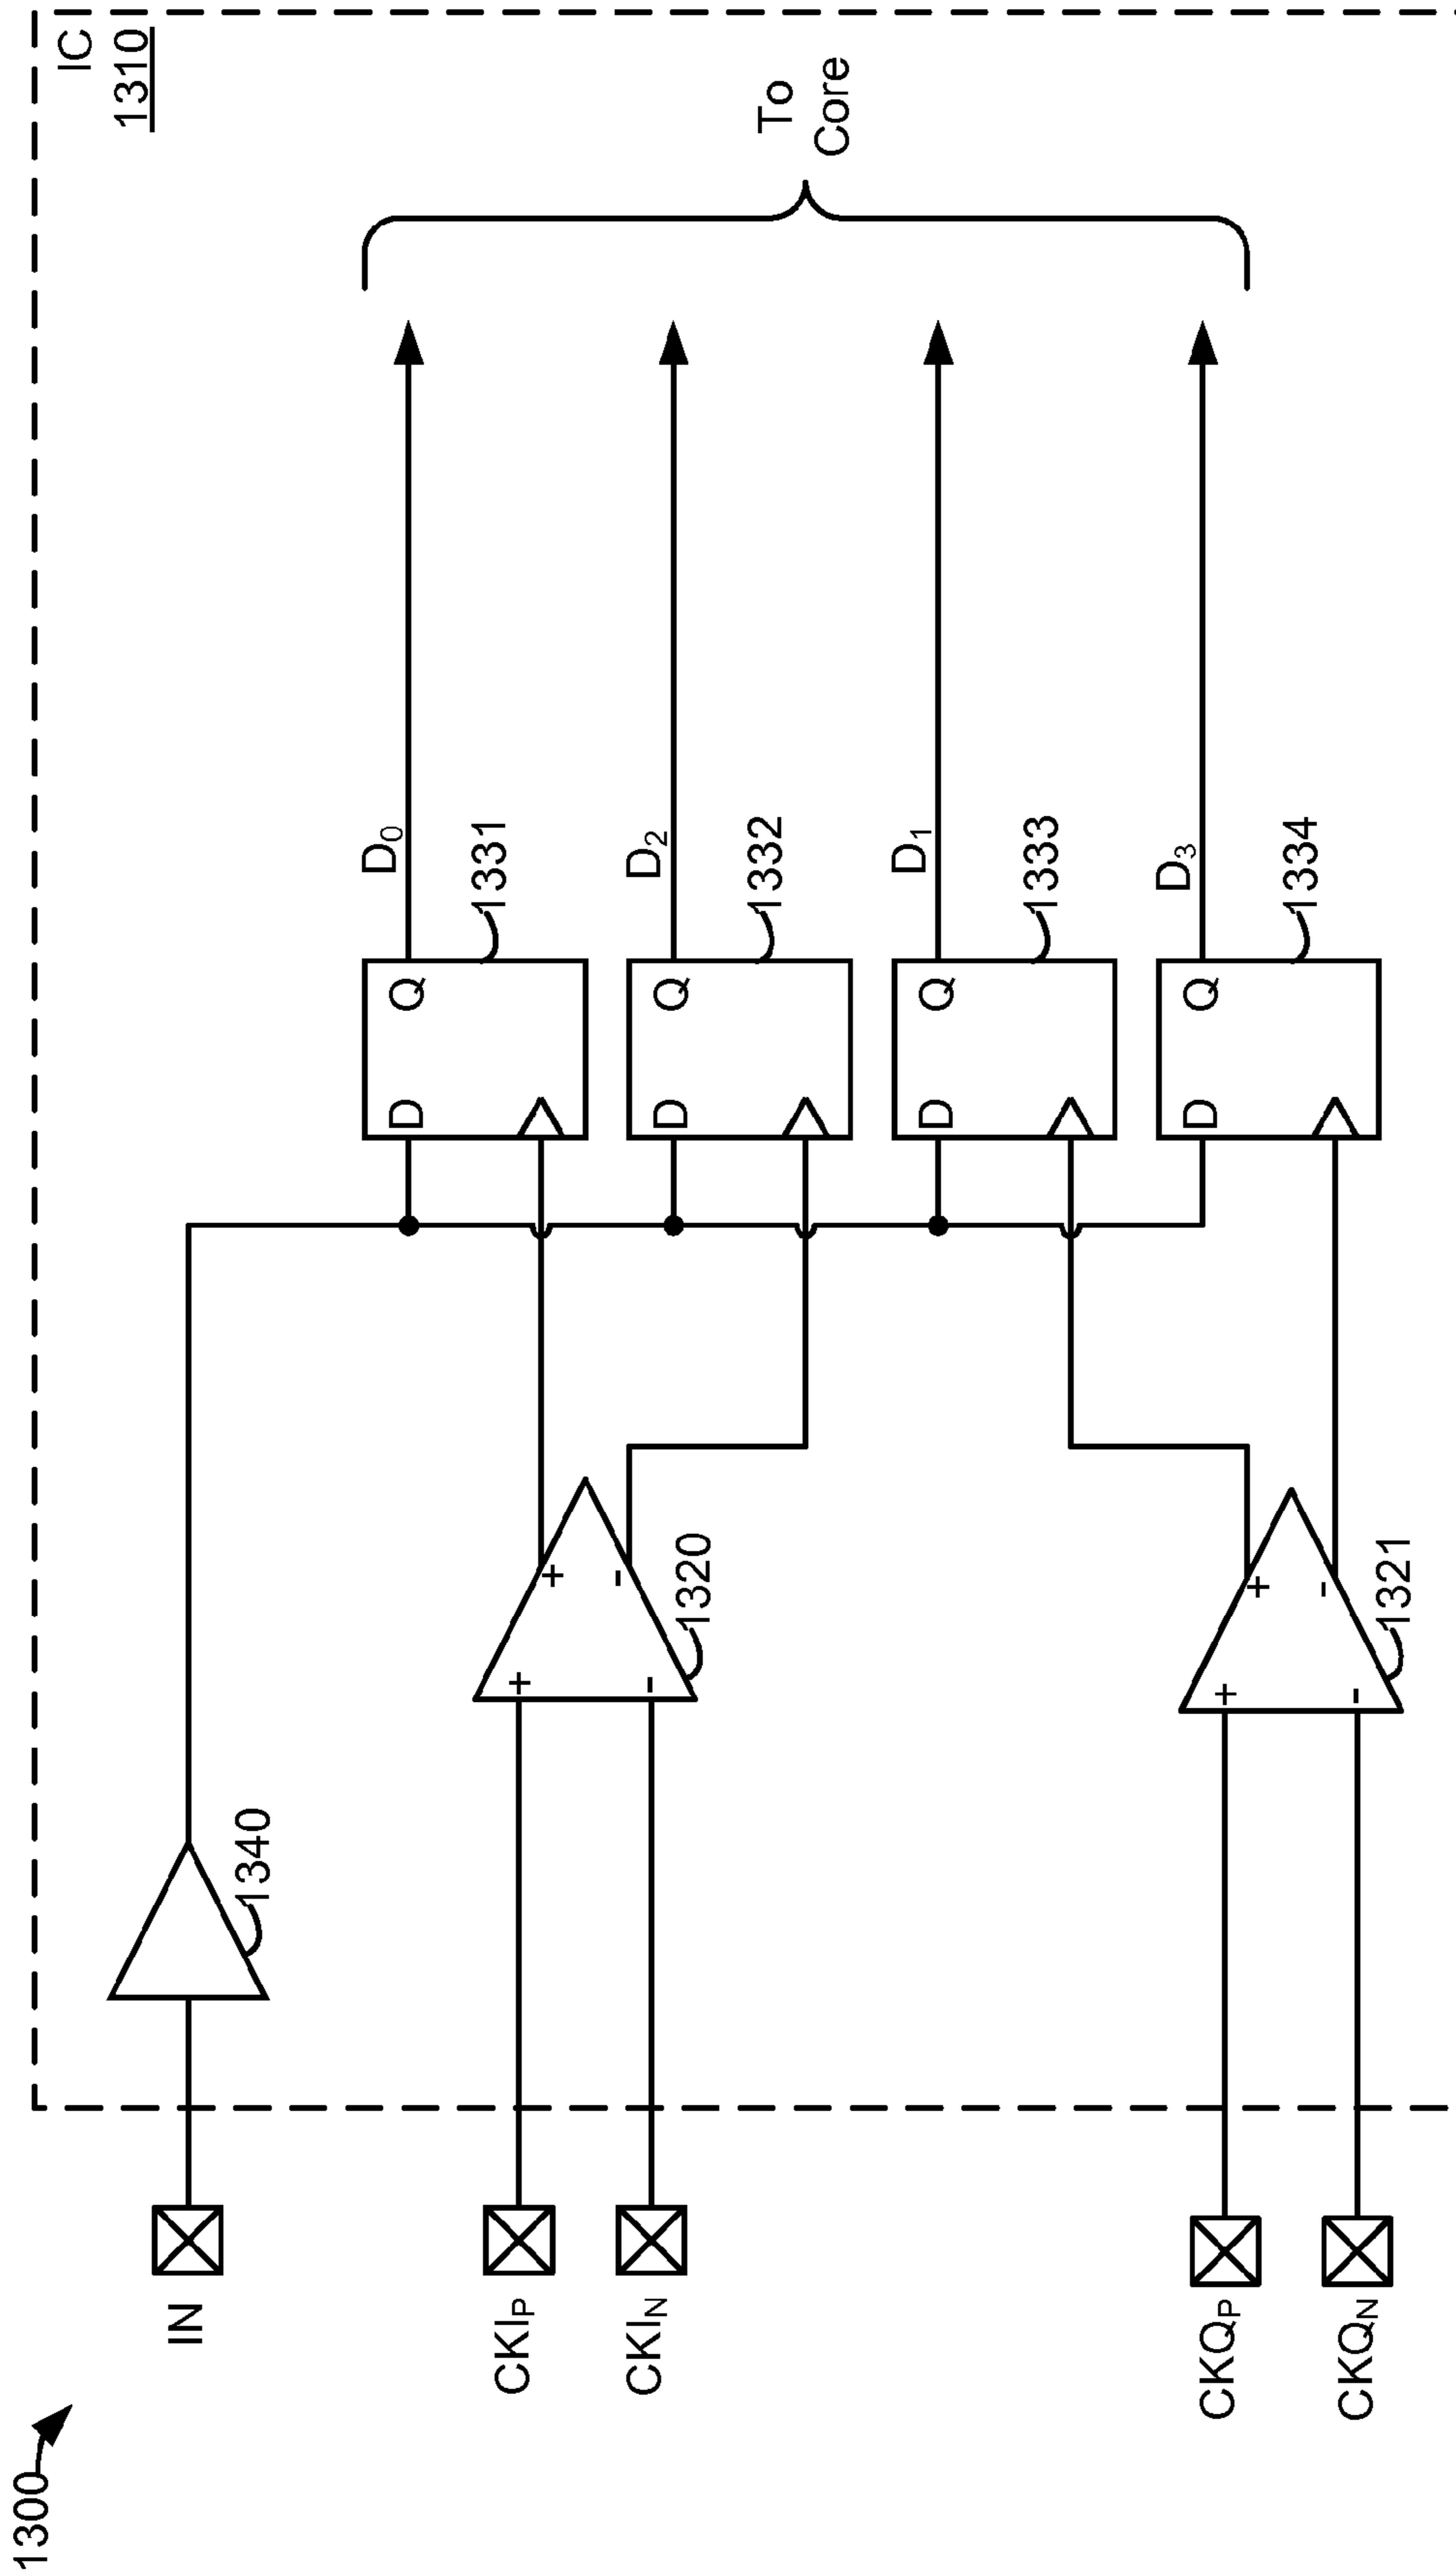 1300
IC
1310
IN
1340
CKIP
CKIN
+
-
+
-
1320
CKQP
CKQN
+
-
+
-
1321
D
Q
D0
1331
D
Q
D2
1332
D
Q
D1
1333
D
Q
D3
1334
To
Core